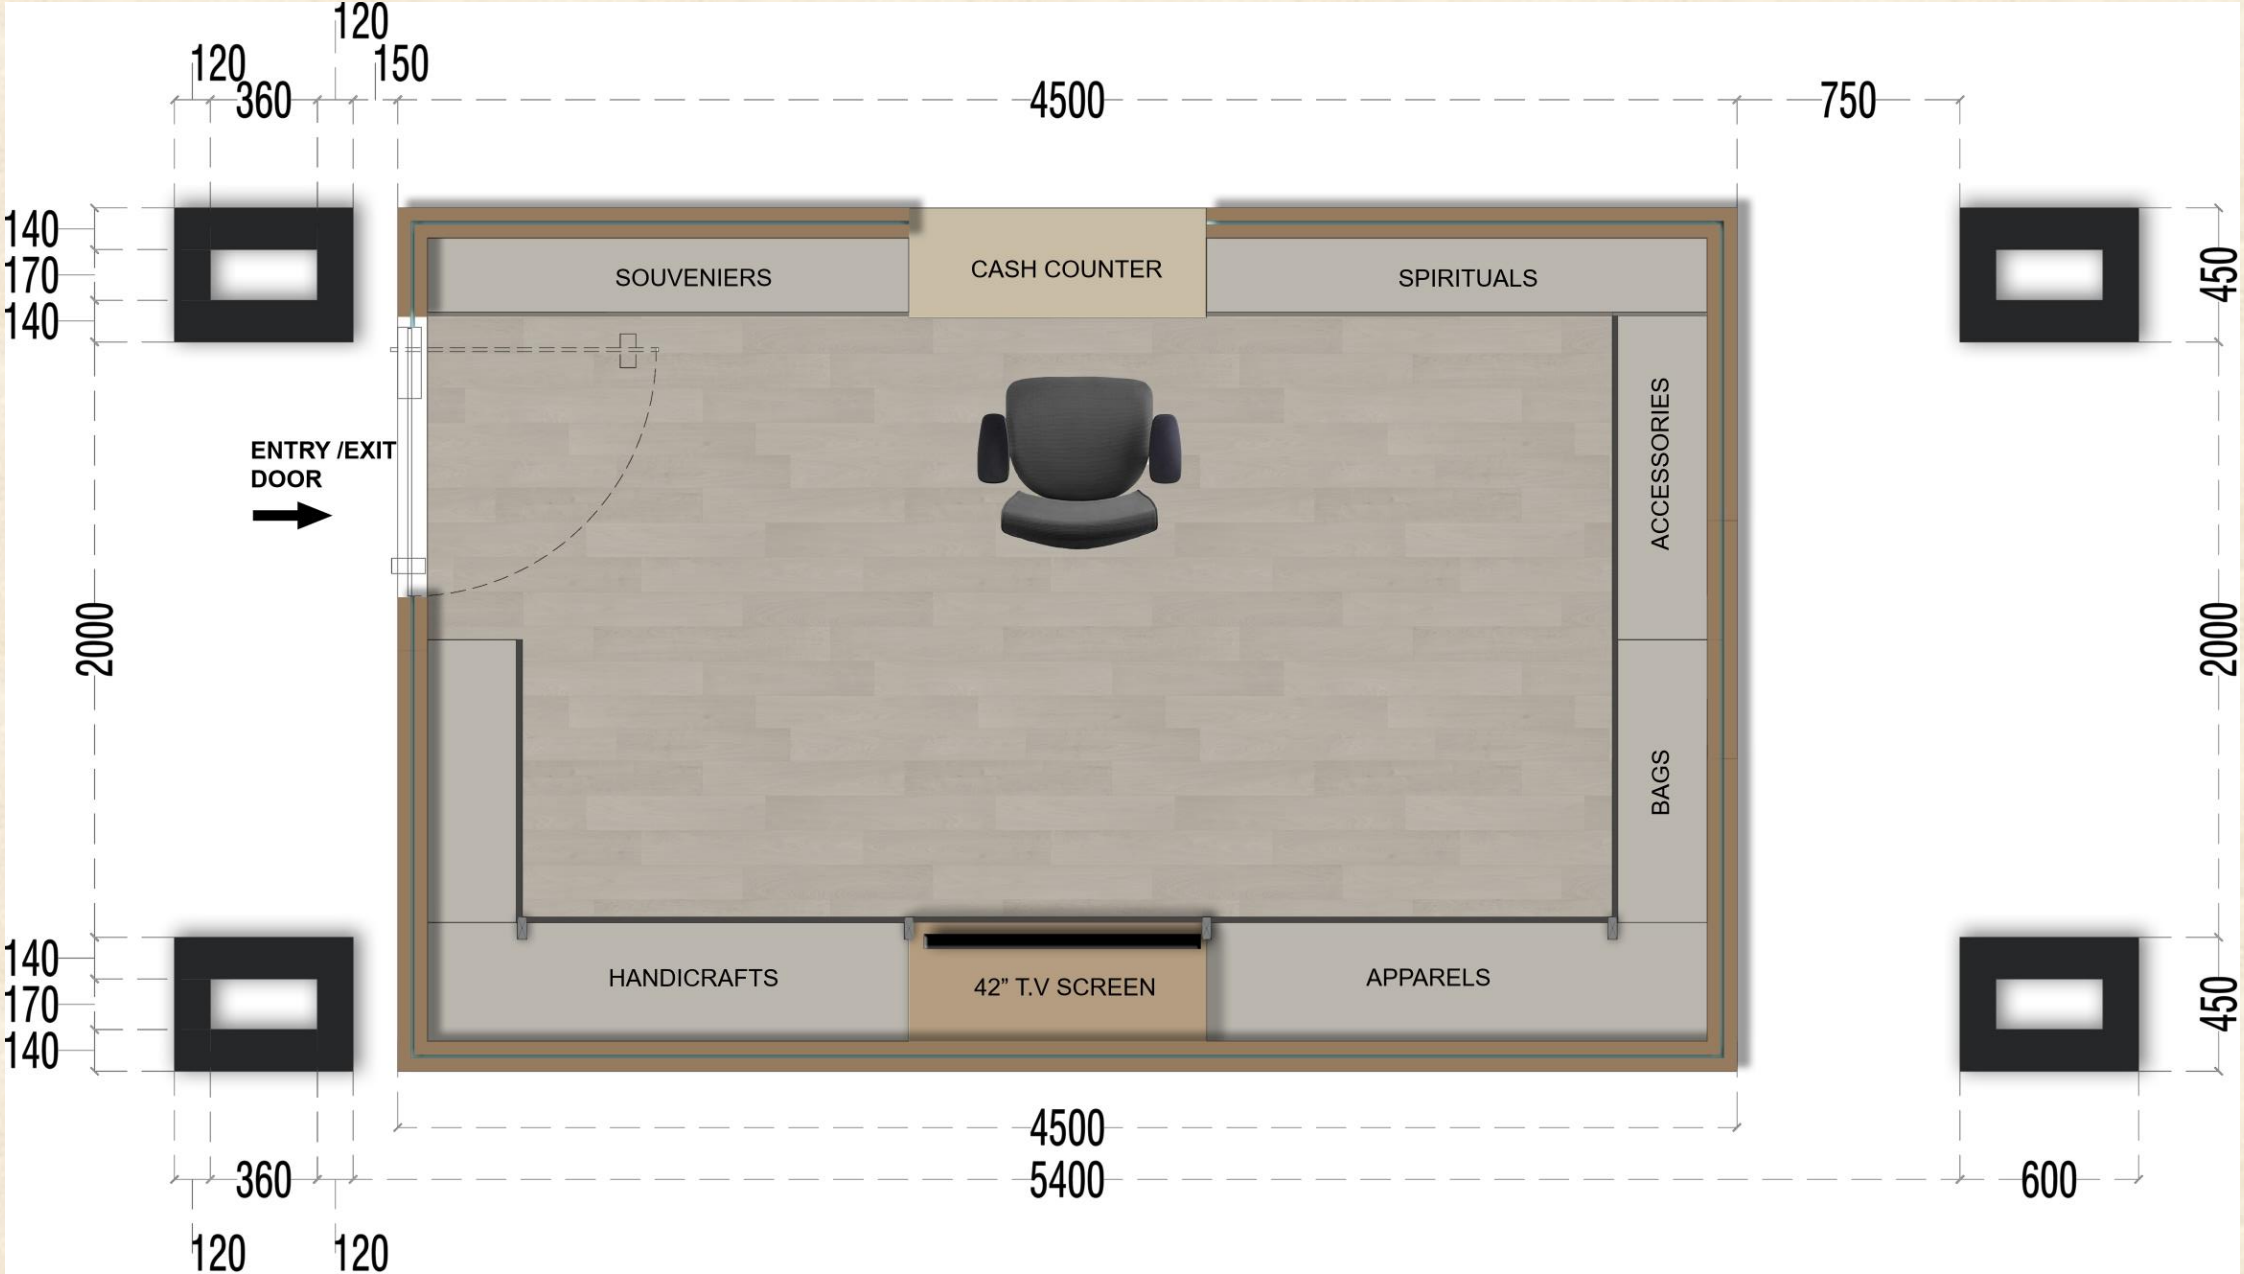 120
120
150
360
4500
750
140
170
140
450
SOUVENIERS
CASH COUNTER
SPIRITUALS
ENTRY /EXIT
DOOR
ACCESSORIES
2000
2000
BAGS
140
170
140
450
HANDICRAFTS
42” T.V SCREEN
APPARELS
4500
360
5400
600
120
120